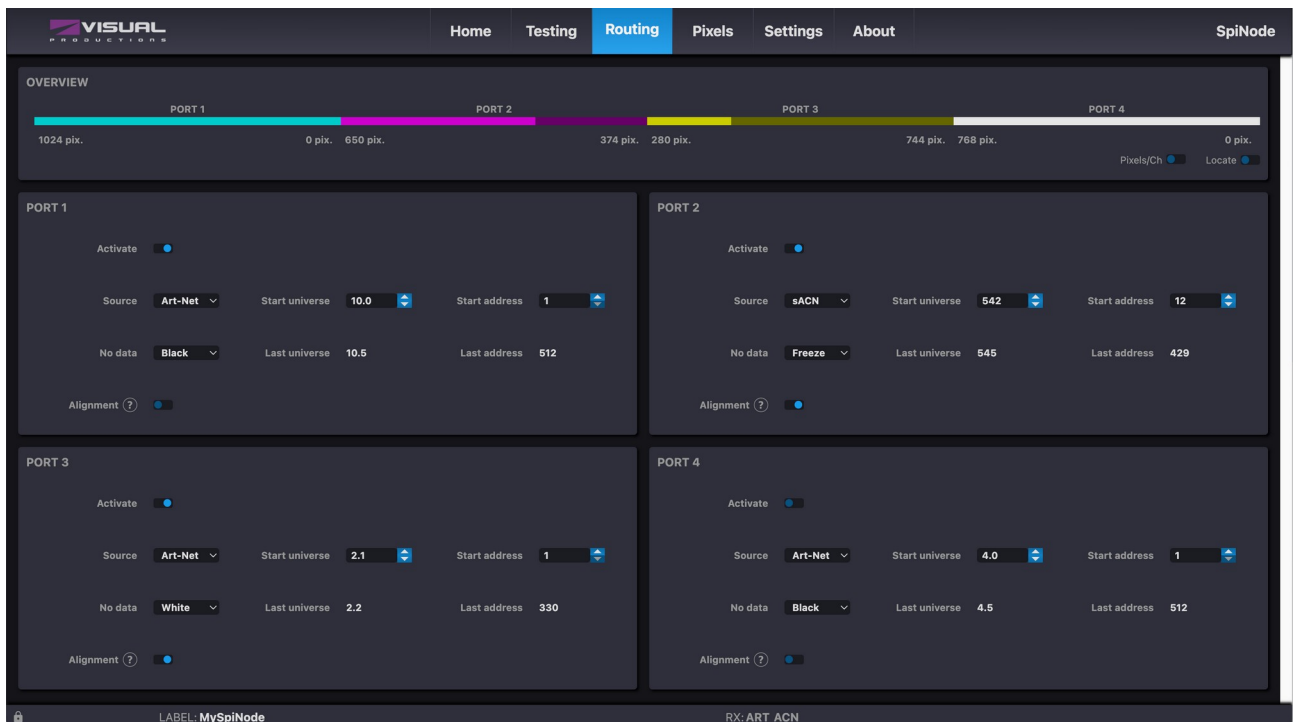 VISUAL
PRODUCTIONS
Home Testing Routing Pixels Settings About SpiNode
OVERVIEW
PORT 1 PORT 2 PORT 3 PORT 4
1024 pix. 0 pix. 650 pix. 374 pix. 280 pix. 744 pix. 768 pix. 0 pix.
Pixels/Ch Locate
PORT 1
Activate
Source Art-Net Start universe 10.0 Start address 1
No data Black Last universe 10.5 Last address 512
Alignment ?
PORT 2
Activate
Source sACN Start universe 542 Start address 12
No data Freeze Last universe 545 Last address 429
Alignment ?
PORT 3
Activate
Source Art-Net Start universe 2.1 Start address 1
No data White Last universe 2.2 Last address 330
Alignment ?
PORT 4
Activate
Source Art-Net Start universe 4.0 Start address 1
No data Black Last universe 4.5 Last address 512
Alignment ?
LABEL: MySpiNode RX: ART ACN